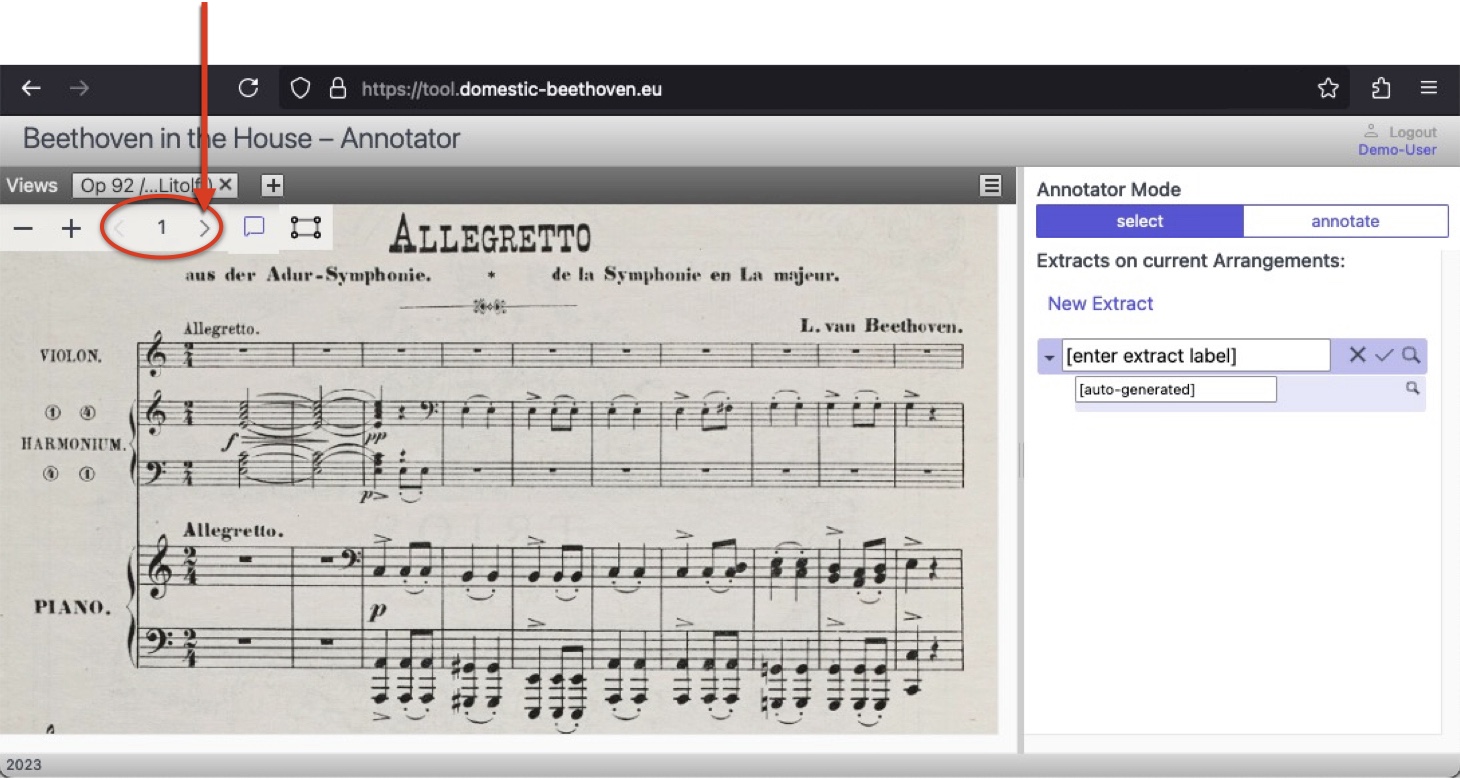 https://tool.domestic-beethoven.eu
Beethoven in the House – Annotator
Logout
Demo-User
Views
Op 92 /...Litolf
1
ALLEGRETTO
aus der Adur-Symphonie. * de la Symphonie en La majeur.
L. van Beethoven.
Allegretto.
VIOLON.
① ④
HARMONIUM.
④ ①
f
pp
p
Allegretto.
PIANO.
p
Annotator Mode
select
annotate
Extracts on current Arrangements:
New Extract
[enter extract label]
[auto-generated]
2023